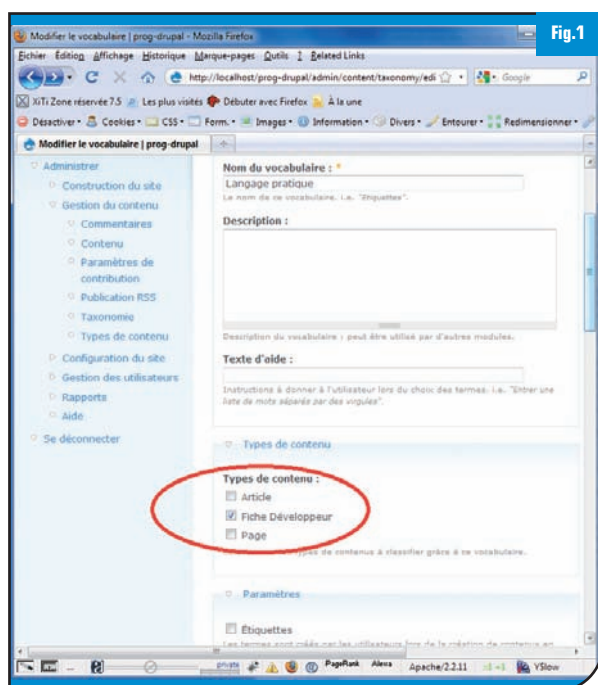 Fig.1
Modifier le vocabulaire | prog-drupal - Mozilla Firefox
Fichier Édition Affichage Historique Marque-pages Outils ? Related Links
http://localhost/prog-drupal/admin/content/taxonomy/edi
Google
XiTi Zone réservée 7.5 Les plus visités Débuter avec Firefox À la une
Désactiver Cookies CSS Form. Images Information Divers Entourer Redimensionner
Modifier le vocabulaire | prog-drupal
Administrer
Construction du site
Gestion du contenu
Commentaires
Contenu
Paramètres de
contribution
Publication RSS
Taxonomie
Types de contenu
Configuration du site
Gestion des utilisateurs
Rapports
Aide
Se déconnecter
Nom du vocabulaire : *
Langage pratique
Le nom de ce vocabulaire, i.e. "Étiquettes".
Description :
Description du vocabulaire ; peut être utilisé par d'autres modules.
Texte d'aide :
Instructions à donner à l'utilisateur lors du choix des termes. i.e. "Entrer une
liste de mots séparés par des virgules".
Types de contenu
Types de contenu :
Article
Fiche Développeur
Page
types de contenus à classifier grâce à ce vocabulaire.
Paramètres
Étiquettes
Les termes sont créés par les utilisateurs lors de la création de contenus en
private
PageRank
Alexa
Apache/2.2.11
YSlow